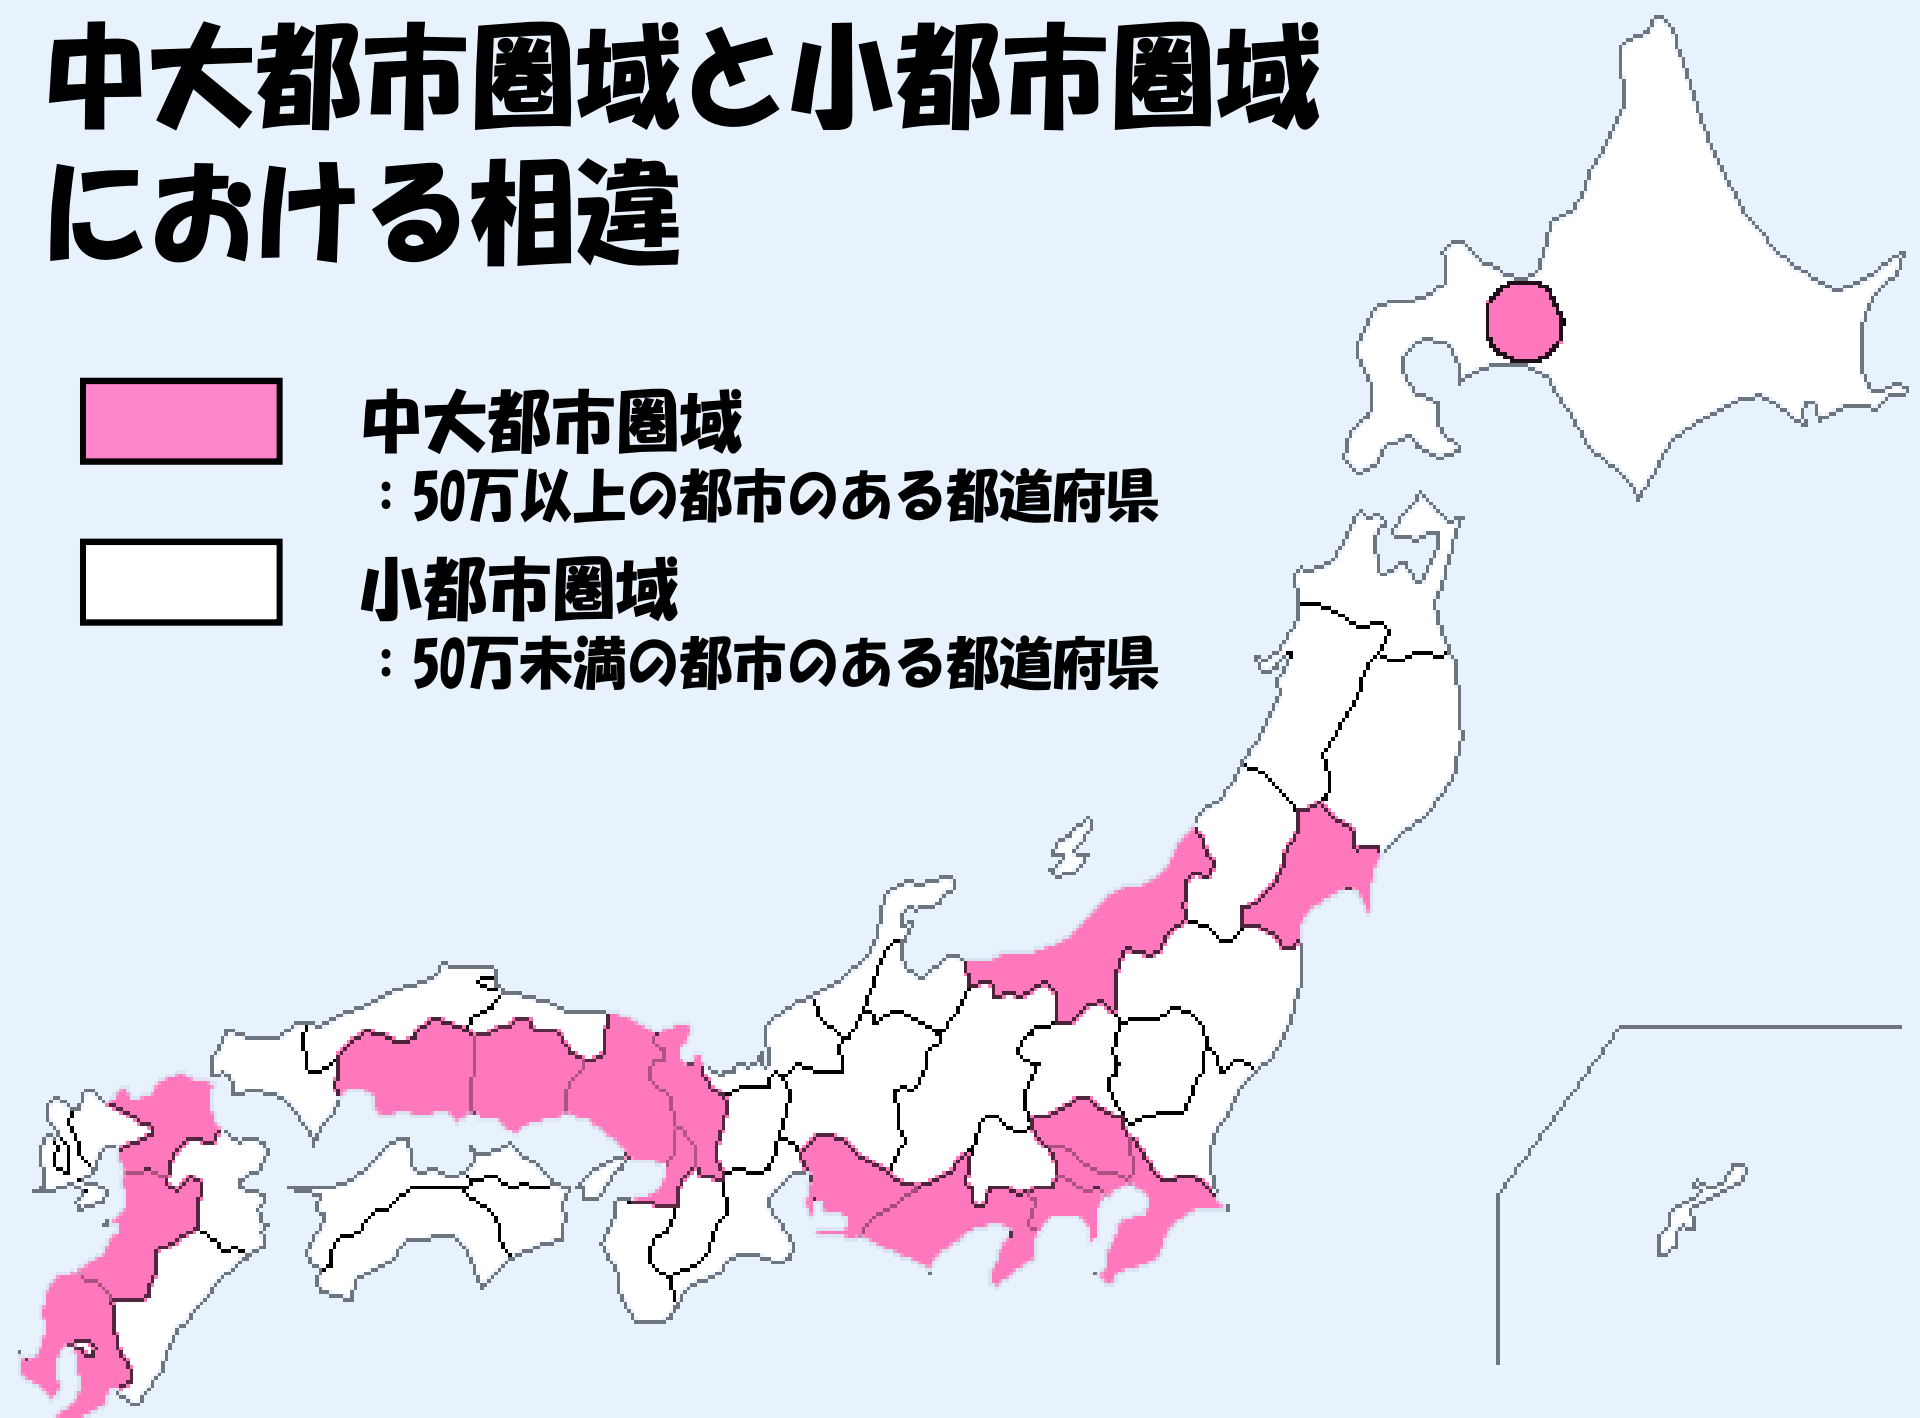 中大都市圏域と小都市圏域
における相違
中大都市圏域
：50万以上の都市のある都道府県
小都市圏域
：50万未満の都市のある都道府県